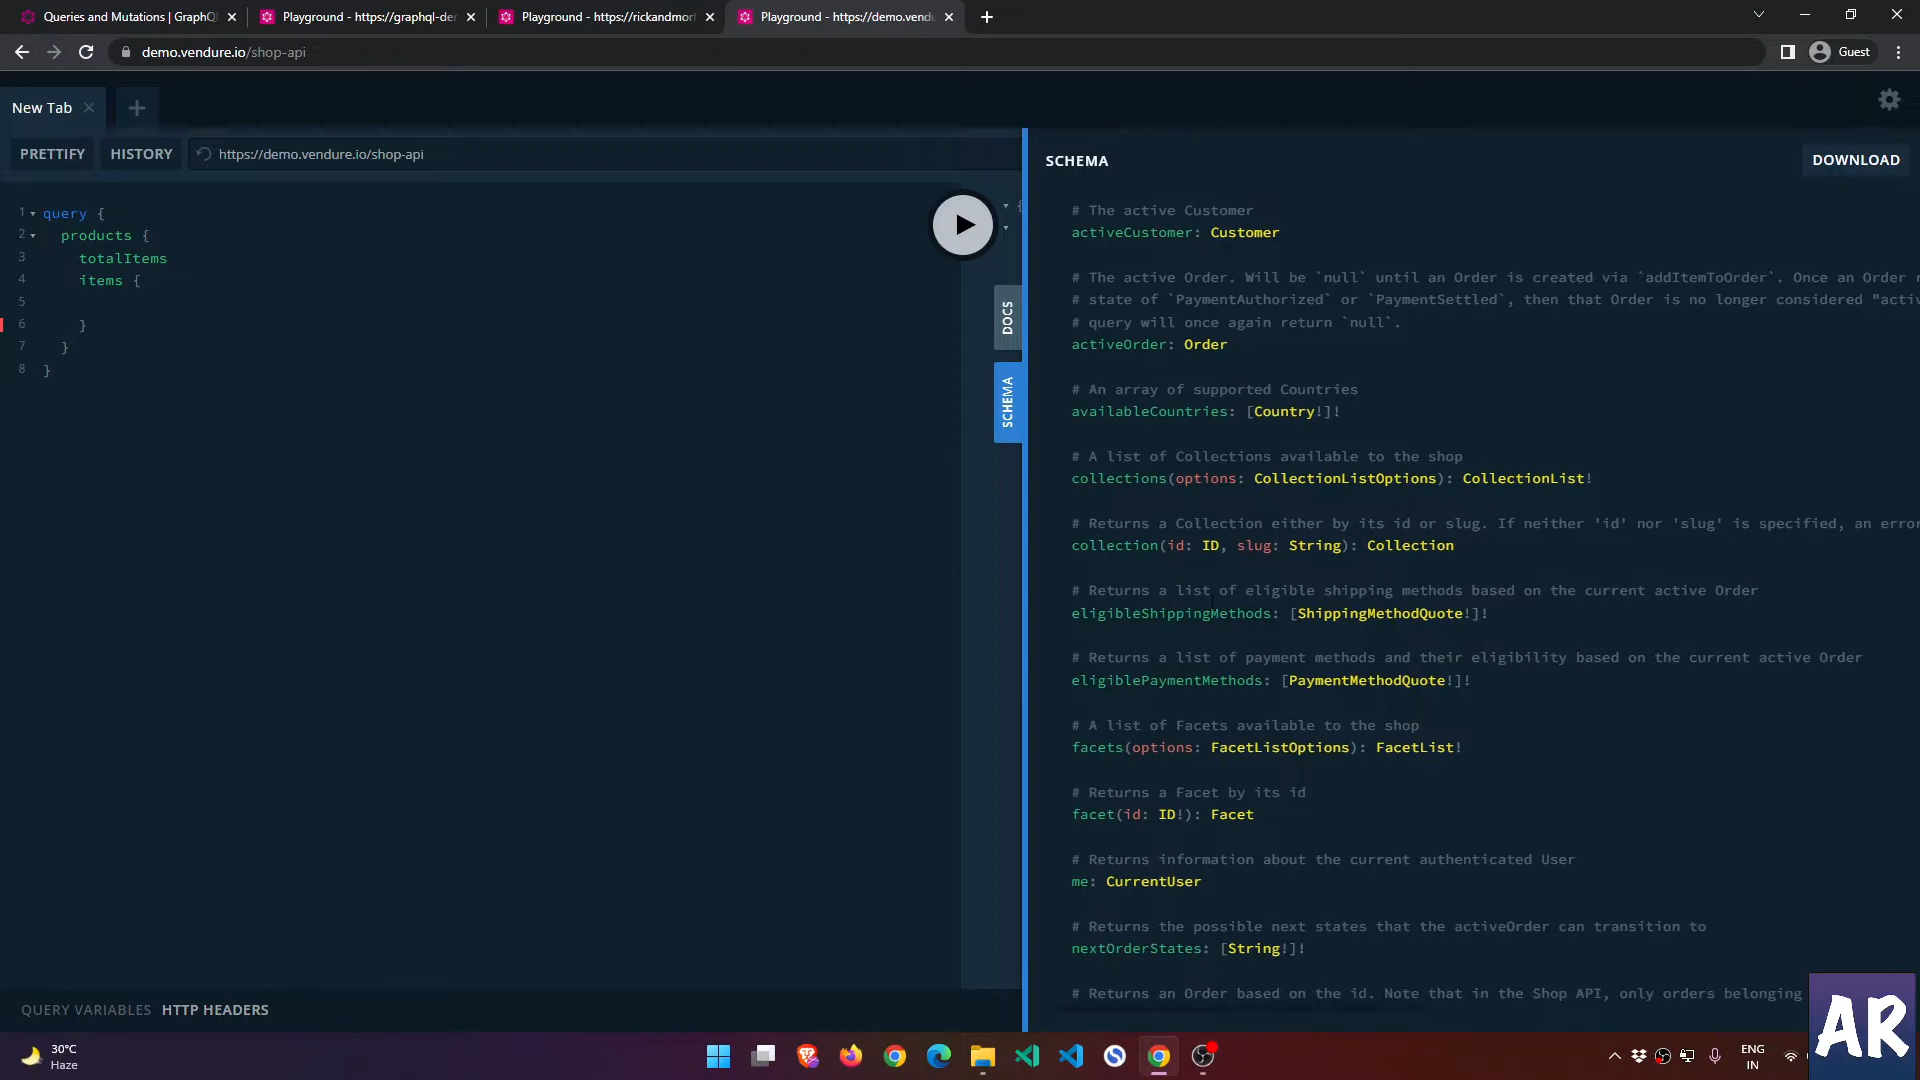 Queries and Mutations | GraphQL
Playground - https://graphql-der
Playground - https://rickandmor
Playground - https://demo.vendu
demo.vendure.io/shop-api
Guest
New Tab
PRETTIFY
HISTORY
https://demo.vendure.io/shop-api
1 query {
2 products {
3 totalItems
4 items {
5
6 }
7 }
8 }
DOCS
SCHEMA
SCHEMA
DOWNLOAD
# The active Customer
activeCustomer: Customer
# The active Order. Will be `null` until an Order is created via `addItemToOrder`. Once an Order r
# state of `PaymentAuthorized` or `PaymentSettled`, then that Order is no longer considered "activ
# query will once again return `null`.
activeOrder: Order
# An array of supported Countries
availableCountries: [Country!]!
# A list of Collections available to the shop
collections(options: CollectionListOptions): CollectionList!
# Returns a Collection either by its id or slug. If neither 'id' nor 'slug' is specified, an error
collection(id: ID, slug: String): Collection
# Returns a list of eligible shipping methods based on the current active Order
eligibleShippingMethods: [ShippingMethodQuote!]!
# Returns a list of payment methods and their eligibility based on the current active Order
eligiblePaymentMethods: [PaymentMethodQuote!]!
# A list of Facets available to the shop
facets(options: FacetListOptions): FacetList!
# Returns a Facet by its id
facet(id: ID!): Facet
# Returns information about the current authenticated User
me: CurrentUser
# Returns the possible next states that the activeOrder can transition to
nextOrderStates: [String!]!
# Returns an Order based on the id. Note that in the Shop API, only orders belonging
QUERY VARIABLES
HTTP HEADERS
30°C
Haze
ENG
IN
AR